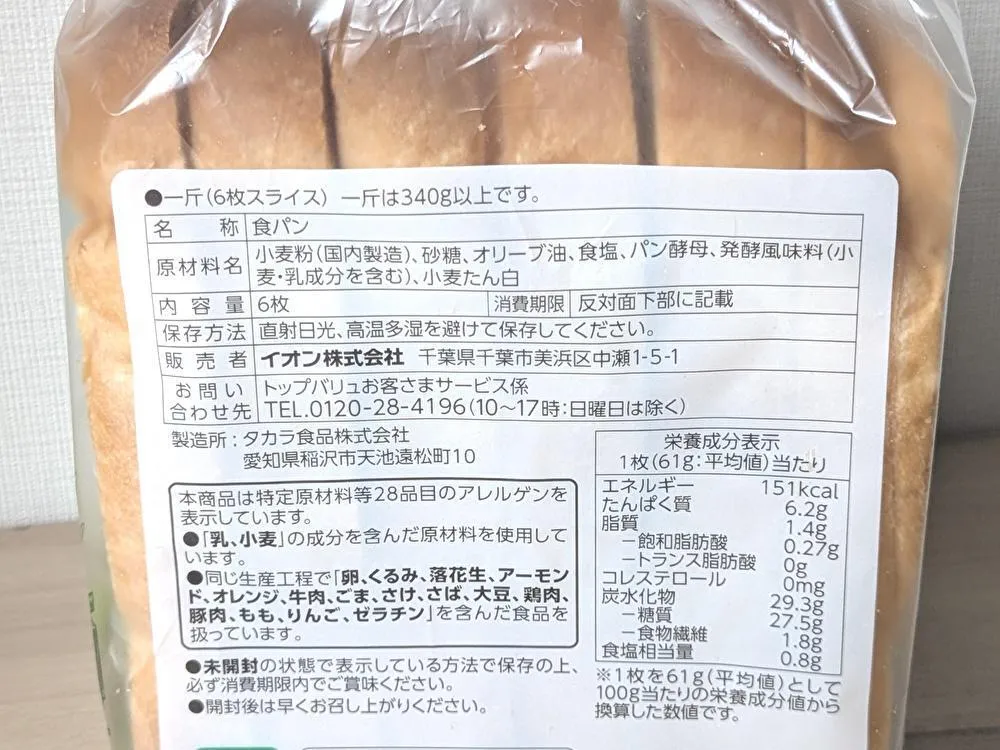 ●一斤(6枚スライス) 一斤は340g以上です。
名称 食パン
原材料名 小麦粉(国内製造)、砂糖、オリーブ油、食塩、パン酵母、発酵風味料(小
麦・乳成分を含む)、小麦たん白
内容量 6枚 消費期限 反対面下部に記載
保存方法 直射日光、高温多湿を避けて保存してください。
販売者 イオン株式会社 千葉県千葉市美浜区中瀬1-5-1
お問い合わせ先 トップバリュお客さまサービス係
TEL.0120-28-4196(10〜17時:日曜日は除く)
製造所:タカラ食品株式会社
愛知県稲沢市天池遠松町10
本商品は特定原材料等28品目のアレルゲンを
表示しています。
●「乳、小麦」の成分を含んだ原材料を使用して
います。
●同じ生産工程で「卵、くるみ、落花生、アーモン
ド、オレンジ、牛肉、ごま、さけ、さば、大豆、鶏肉、
豚肉、もも、りんご、ゼラチン」を含んだ食品を
扱っています。
●未開封の状態で表示している方法で保存の上、
必ず消費期限内でご賞味ください。
●開封後は早くお召し上がりください。
栄養成分表示
1枚(61g:平均値)当たり
エネルギー 151kcal
たんぱく質 6.2g
脂質 1.4g
−飽和脂肪酸 0.27g
−トランス脂肪酸 0g
コレステロール 0mg
炭水化物 29.3g
−糖質 27.5g
−食物繊維 1.8g
食塩相当量 0.8g
※1枚を61g(平均値)として
100g当たりの栄養成分値から
換算した数値です。